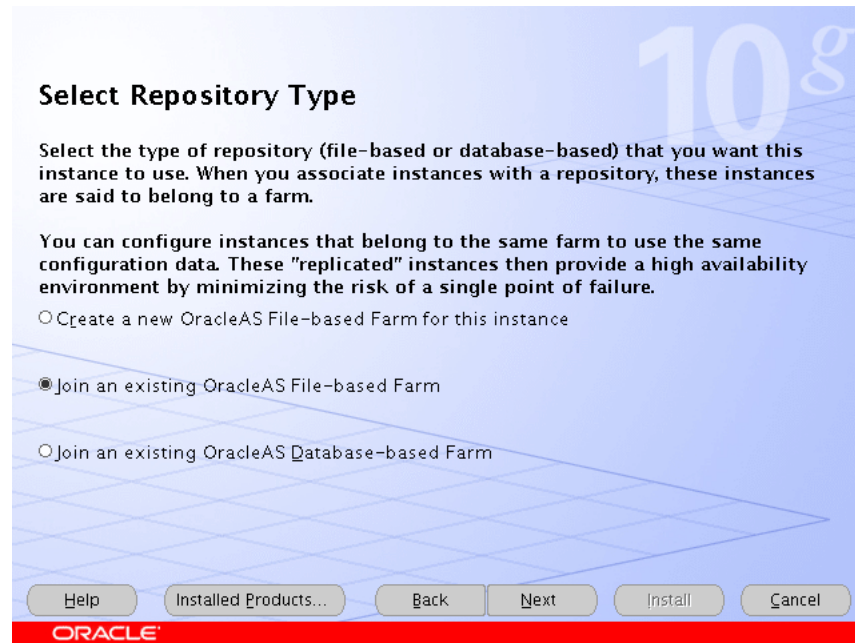 10g
Select Repository Type
Select the type of repository (file-based or database-based) that you want this
instance to use. When you associate instances with a repository, these instances
are said to belong to a farm.
You can configure instances that belong to the same farm to use the same
configuration data. These "replicated" instances then provide a high availability
environment by minimizing the risk of a single point of failure.
Create a new OracleAS File-based Farm for this instance
Join an existing OracleAS File-based Farm
Join an existing OracleAS Database-based Farm
Help Installed Products... Back Next Install Cancel
ORACLE